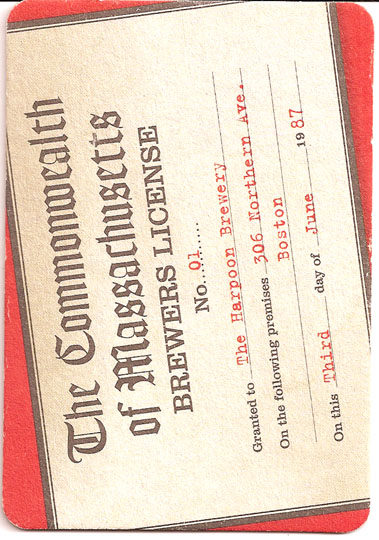 The Commonwealth
of Massachusetts
BREWERS LICENSE
No. 01
Granted to The Harpoon Brewery
On the following premises 306 Northern Ave.
Boston
On this Third day of June 1987